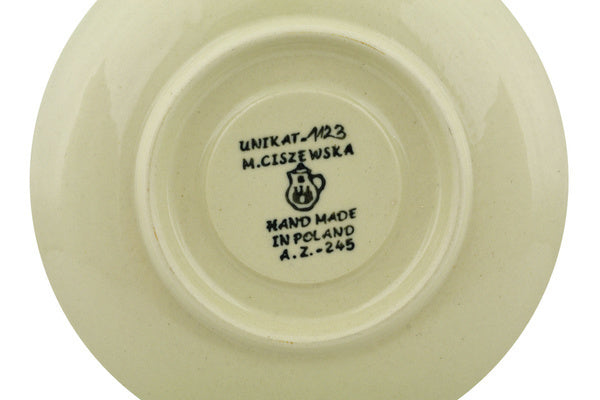 UNIKAT-1123
M.CISZEWSKA
HAND MADE
IN POLAND
A.Z.-245